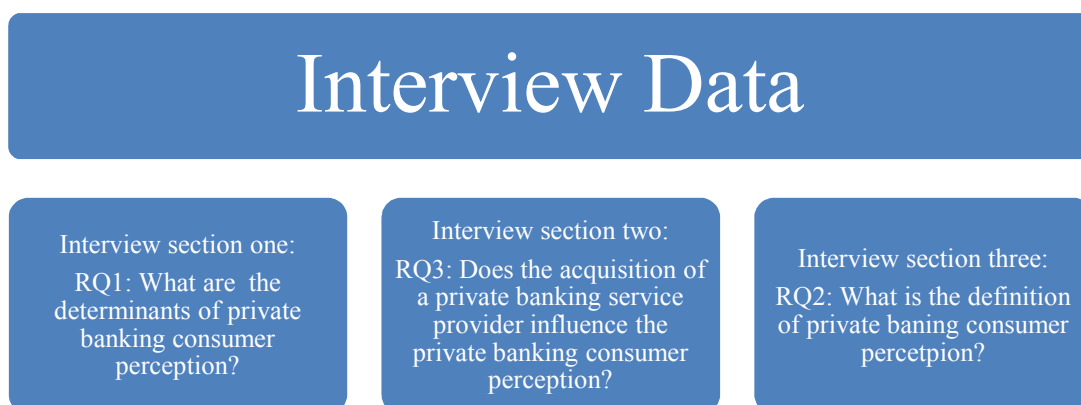 Interview Data
Interview section one:
RQ1: What are the
determinants of private
banking consumer
perception?
Interview section two:
RQ3: Does the acquisition of
a private banking service
provider influence the
private banking consumer
perception?
Interview section three:
RQ2: What is the definition
of private baning consumer
percetpion?